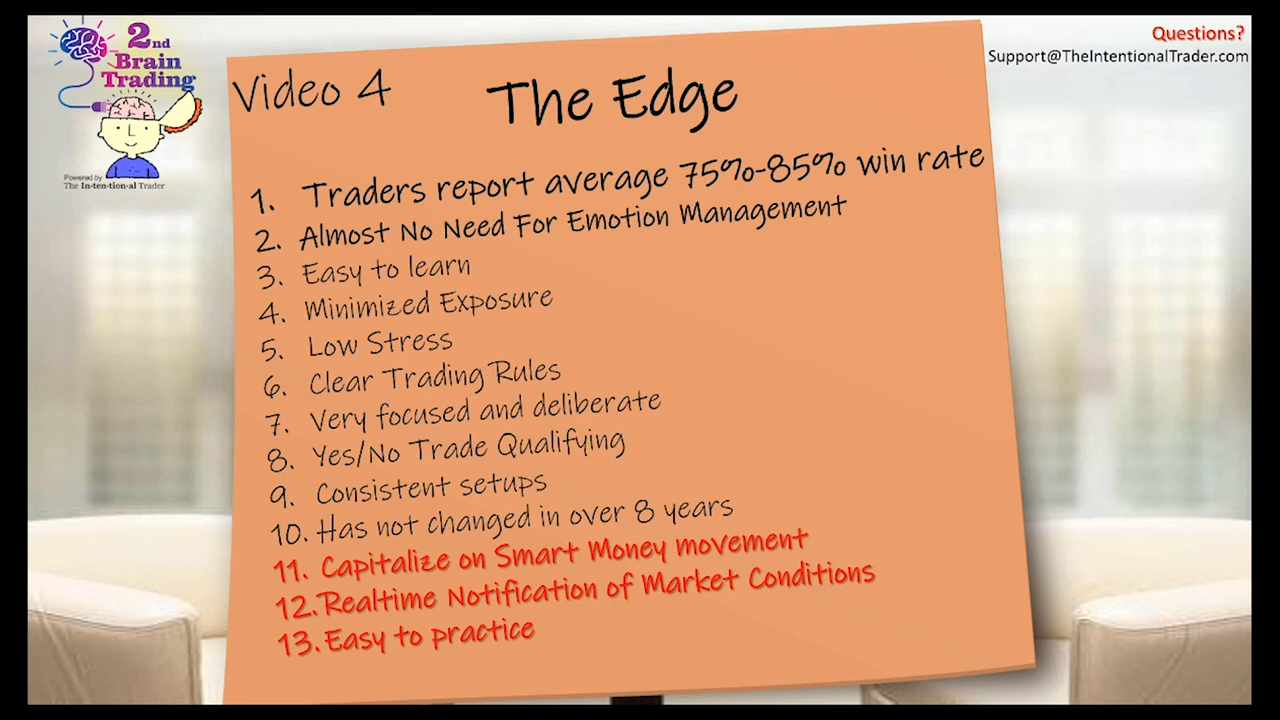 2nd
Brain
Trading
Powered by
The In-ten-tion-al Trader
Questions?
Support@TheIntentionalTrader.com
Video 4
The Edge
1. Traders report average 75%-85% win rate
2. Almost No Need For Emotion Management
3. Easy to learn
4. Minimized Exposure
5. Low Stress
6. Clear Trading Rules
7. Very focused and deliberate
8. Yes/No Trade Qualifying
9. Consistent setups
10. Has not changed in over 8 years
11. Capitalize on Smart Money movement
12. Realtime Notification of Market Conditions
13. Easy to practice